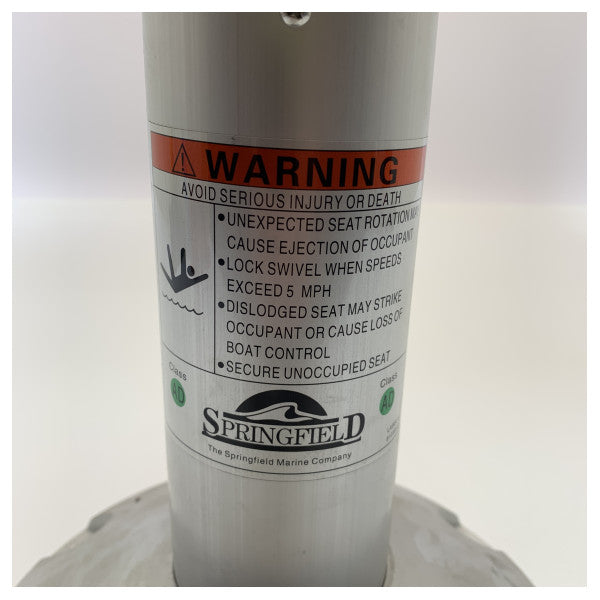 WARNING
AVOID SERIOUS INJURY OR DEATH
•UNEXPECTED SEAT ROTATION MAY
CAUSE EJECTION OF OCCUPANT
•LOCK SWIVEL WHEN SPEEDS
EXCEED 5 MPH
•DISLODGED SEAT MAY STRIKE
OCCUPANT OR CAUSE LOSS OF
BOAT CONTROL
•SECURE UNOCCUPIED SEAT
Class
AD
Class
AD
SPRINGFIELD
The Springfield Marine Company